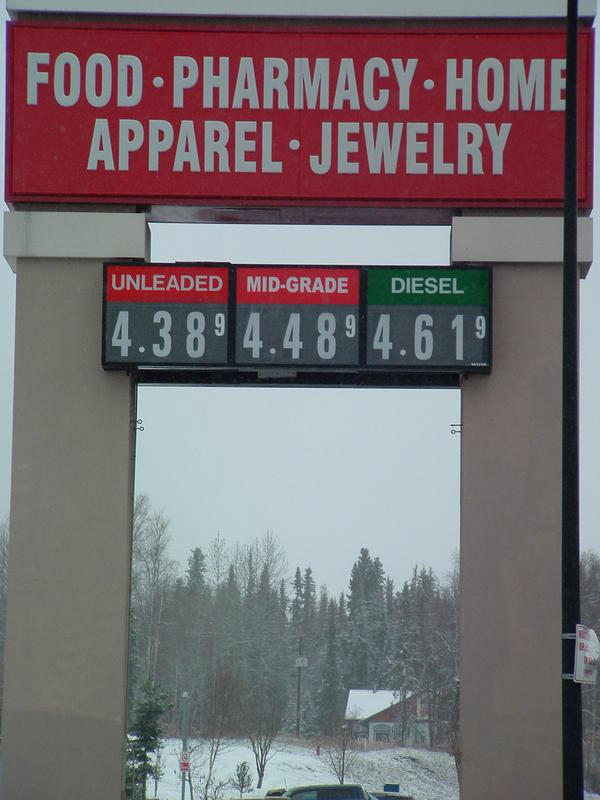 FOOD · PHARMACY · HOME
APPAREL · JEWELRY
UNLEADED MID-GRADE DIESEL
4.38 9 4.48 9 4.61 9